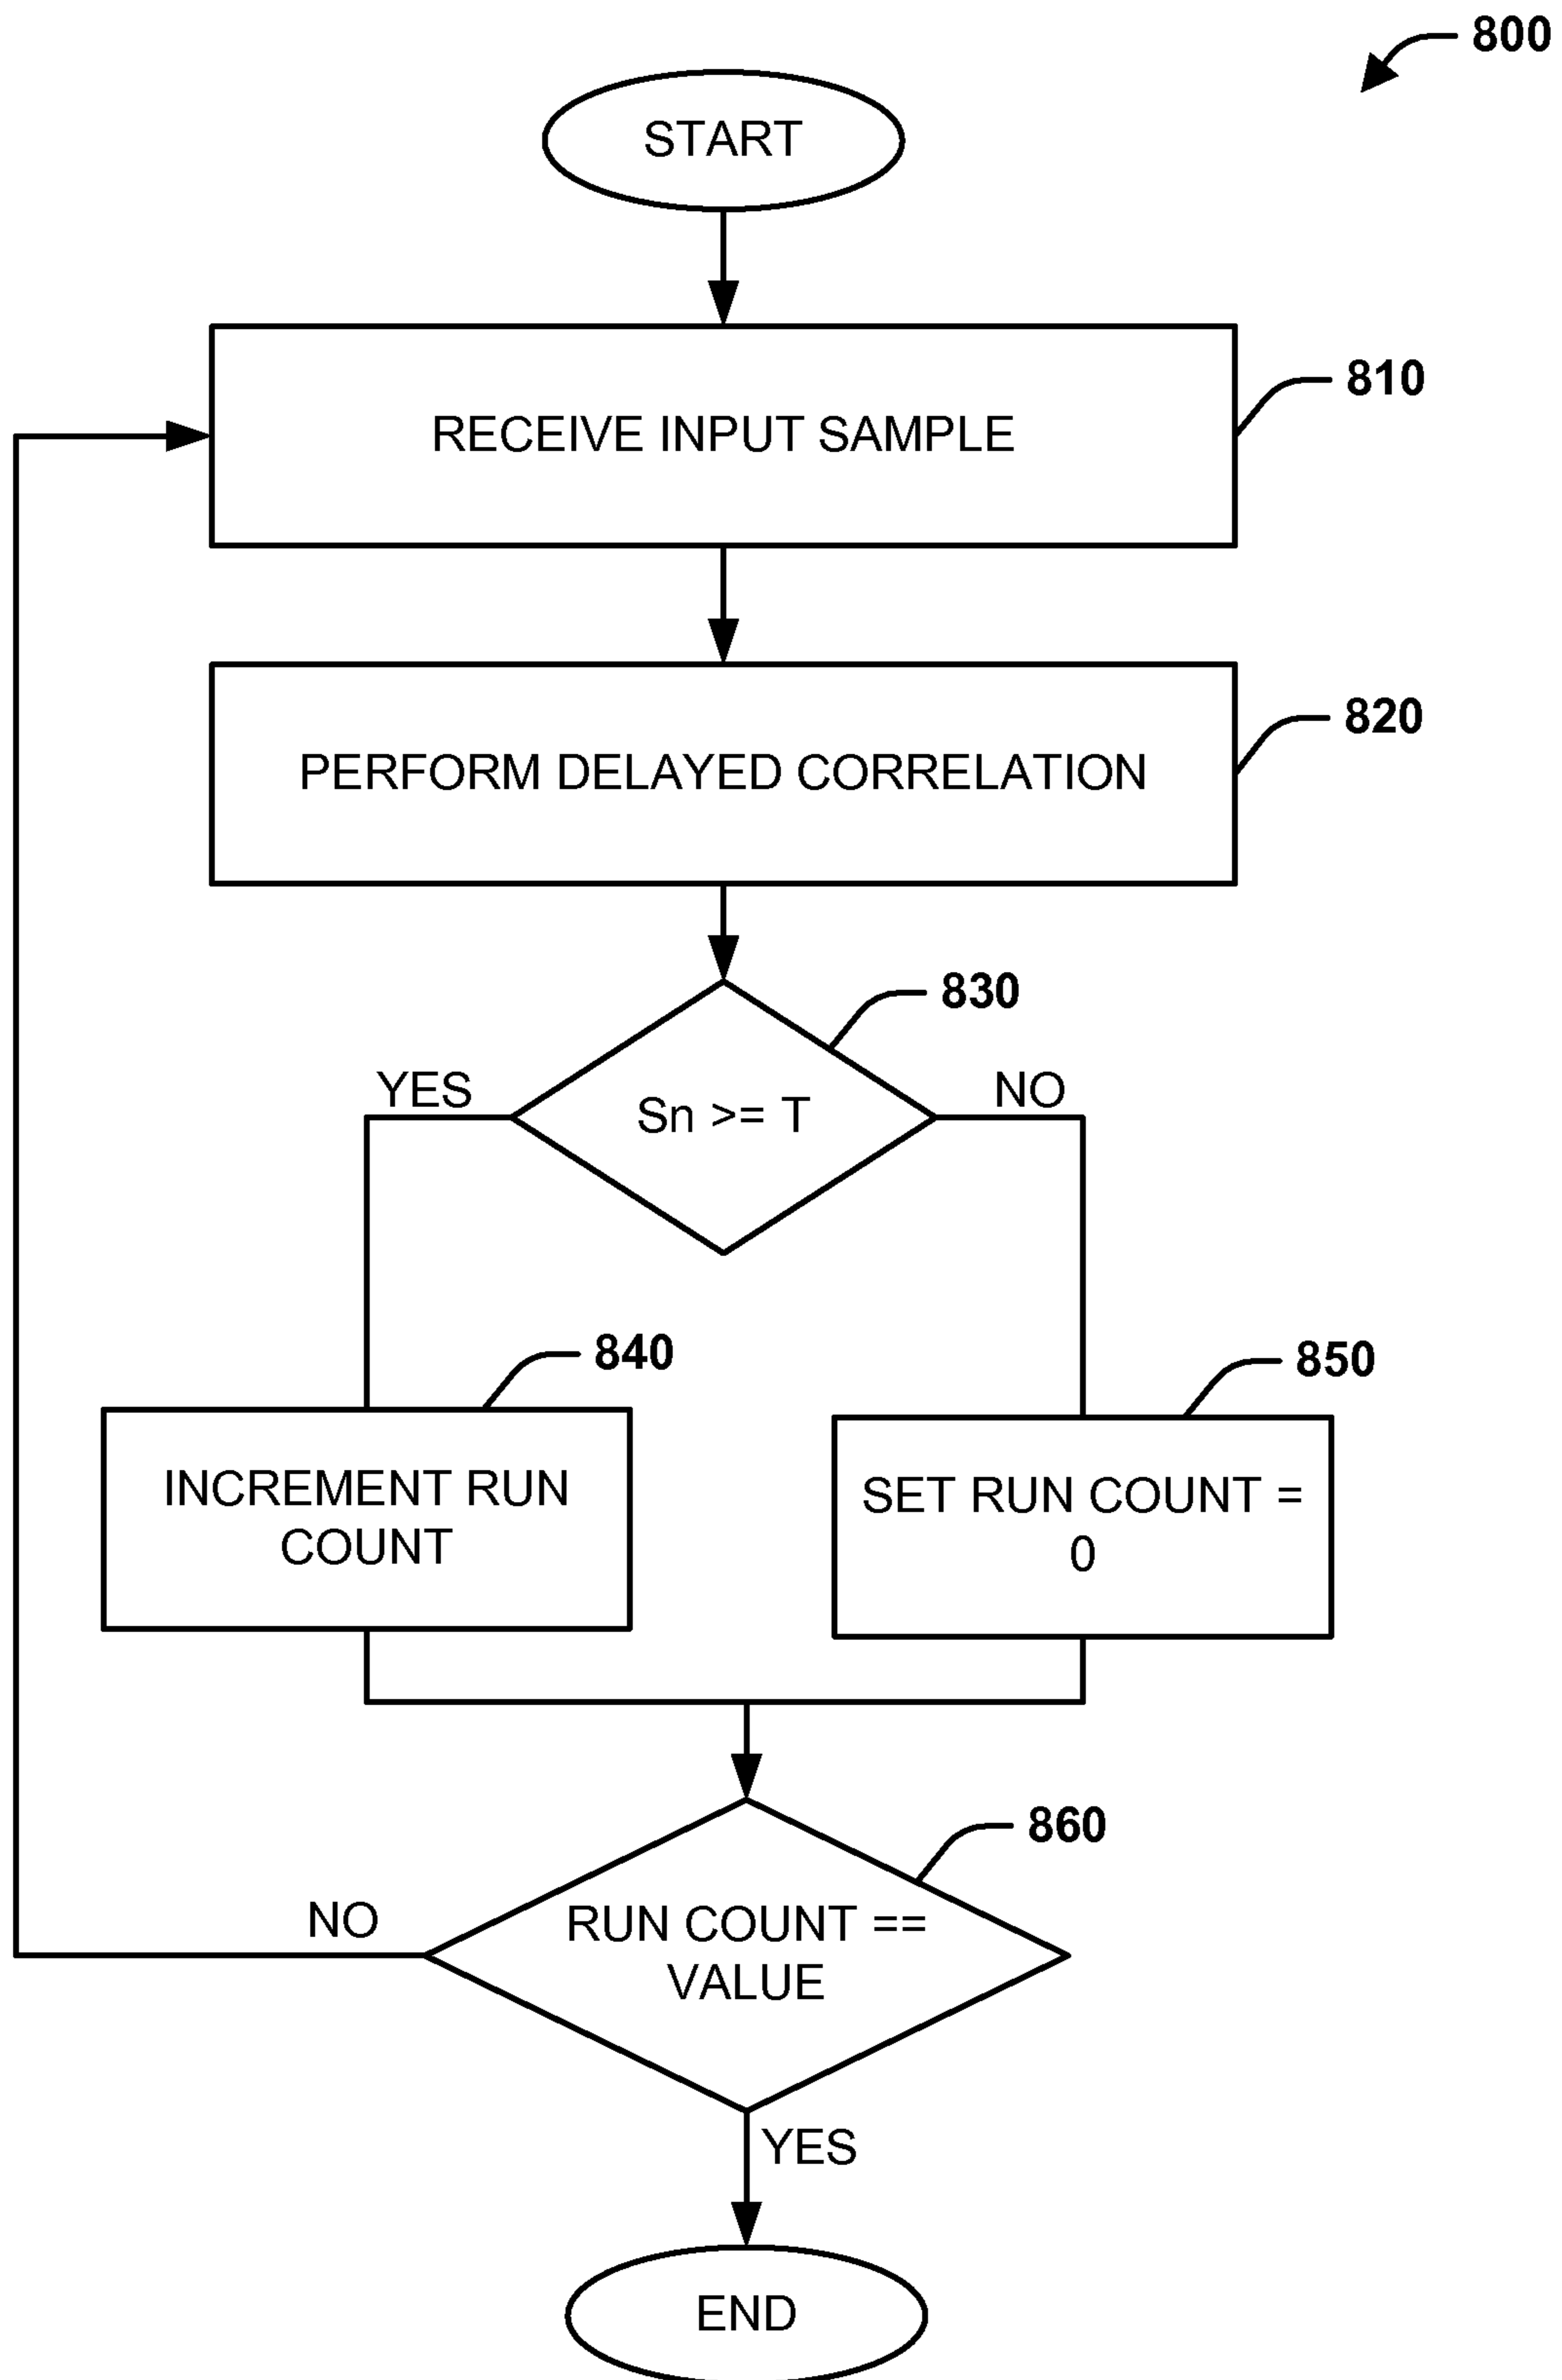 800
START
810
RECEIVE INPUT SAMPLE
820
PERFORM DELAYED CORRELATION
830
YES
NO
Sn >= T
840
850
INCREMENT RUN
COUNT
SET RUN COUNT =
0
860
NO
RUN COUNT ==
VALUE
YES
END